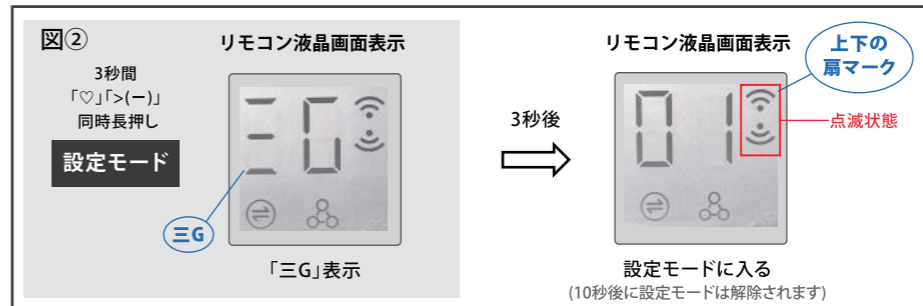 図②
リモコン液晶画面表示
3秒間
「♡」「>(ー)」
同時長押し
設定モード
三G
三G
「三G」表示
3秒後
リモコン液晶画面表示
01
上下の
扇マーク
点滅状態
設定モードに入る
(10秒後に設定モードは解除されます)